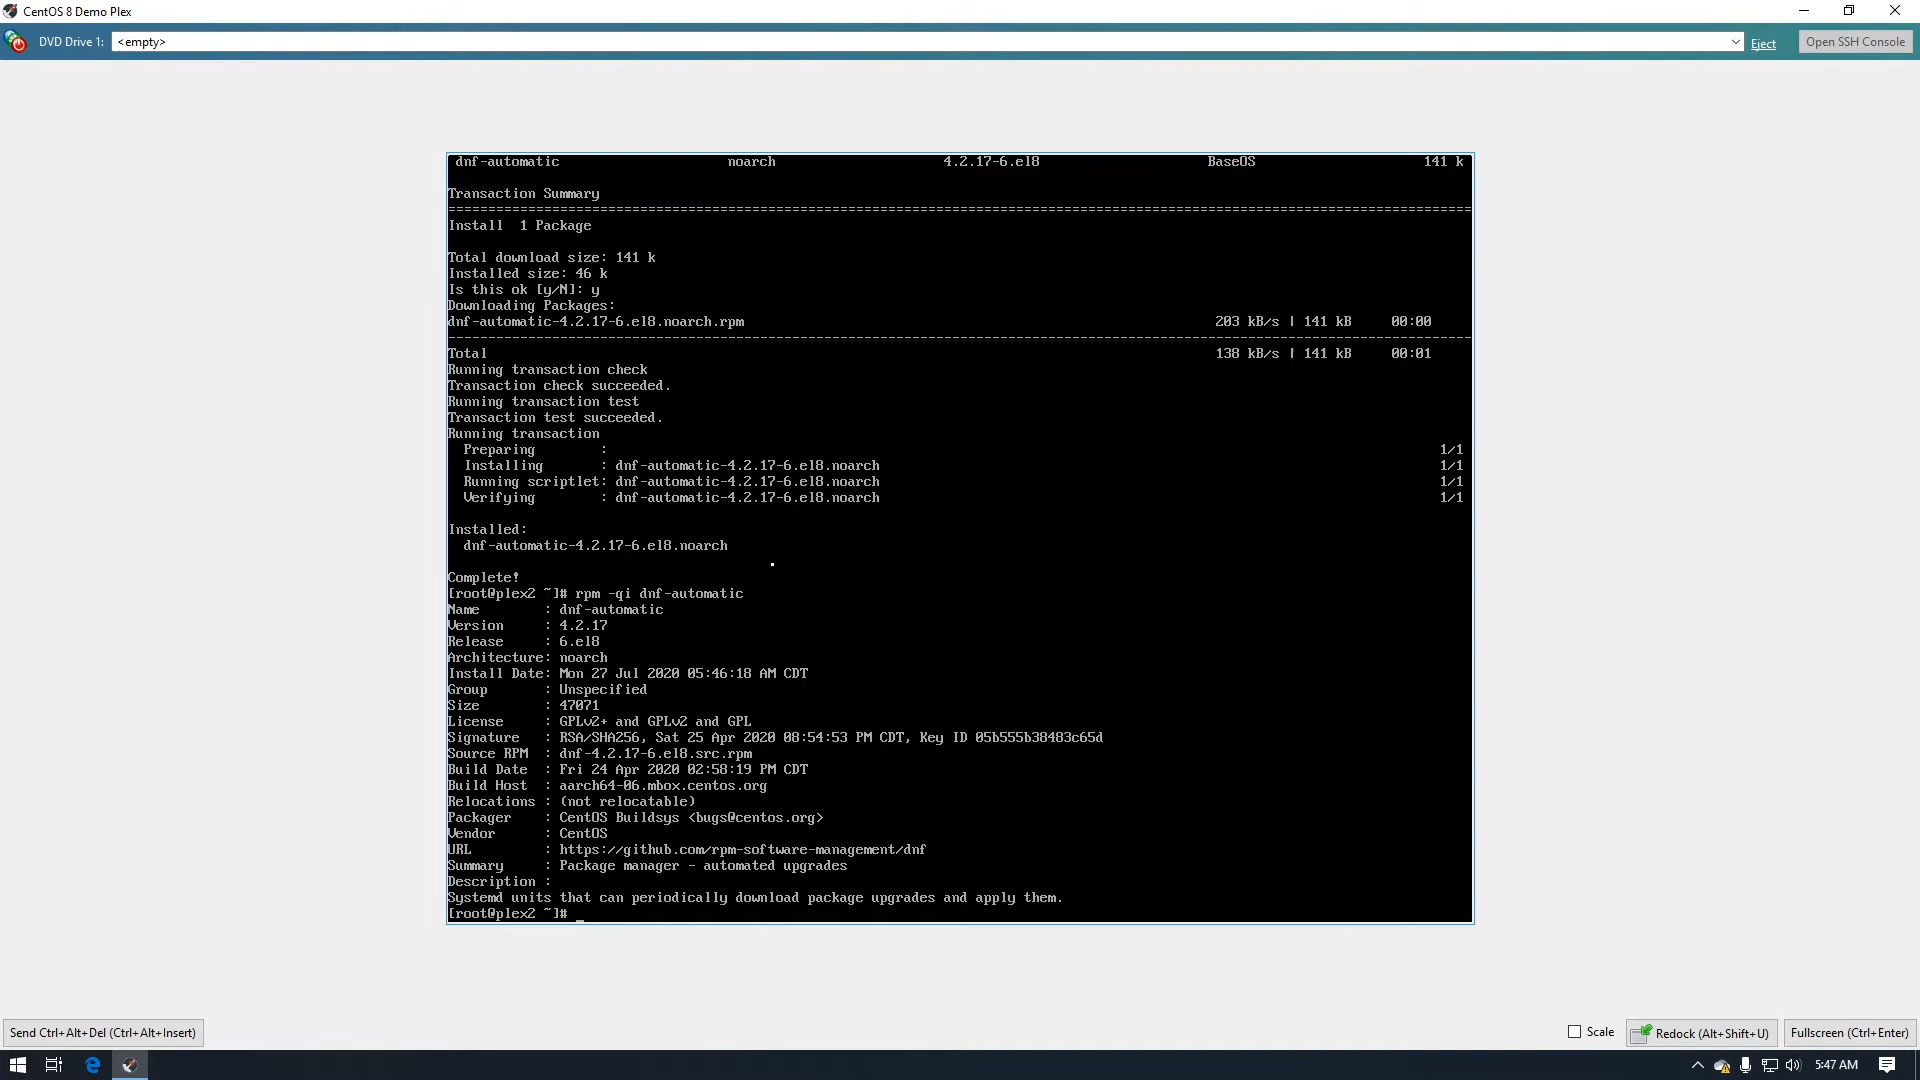 CentOS 8 Demo Plex
DVD Drive 1: <empty> Eject Open SSH Console
dnf-automatic noarch 4.2.17-6.el8 BaseOS 141 k
Transaction Summary
================================================================================================================================
Install 1 Package
Total download size: 141 k
Installed size: 46 k
Is this ok [y/N]: y
Downloading Packages:
dnf-automatic-4.2.17-6.el8.noarch.rpm 203 kB/s | 141 kB 00:00
--------------------------------------------------------------------------------------------------------------------------------
Total 138 kB/s | 141 kB 00:01
Running transaction check
Transaction check succeeded.
Running transaction test
Transaction test succeeded.
Running transaction
Preparing : 1/1
Installing : dnf-automatic-4.2.17-6.el8.noarch 1/1
Running scriptlet: dnf-automatic-4.2.17-6.el8.noarch 1/1
Verifying : dnf-automatic-4.2.17-6.el8.noarch 1/1
Installed:
dnf-automatic-4.2.17-6.el8.noarch
Complete!
[root@plex2 ~]# rpm -qi dnf-automatic
Name : dnf-automatic
Version : 4.2.17
Release : 6.el8
Architecture: noarch
Install Date: Mon 27 Jul 2020 05:46:18 AM CDT
Group : Unspecified
Size : 47071
License : GPLv2+ and GPLv2 and GPL
Signature : RSA/SHA256, Sat 25 Apr 2020 08:54:53 PM CDT, Key ID 05b555b38483c65d
Source RPM : dnf-4.2.17-6.el8.src.rpm
Build Date : Fri 24 Apr 2020 02:58:19 PM CDT
Build Host : aarch64-06.mbox.centos.org
Relocations : (not relocatable)
Packager : CentOS Buildsys <bugs@centos.org>
Vendor : CentOS
URL : https://github.com/rpm-software-management/dnf
Summary : Package manager - automated upgrades
Description :
Systemd units that can periodically download package upgrades and apply them.
[root@plex2 ~]# _
Send Ctrl+Alt+Del (Ctrl+Alt+Insert) Scale Redock (Alt+Shift+U) Fullscreen (Ctrl+Enter)
5:47 AM